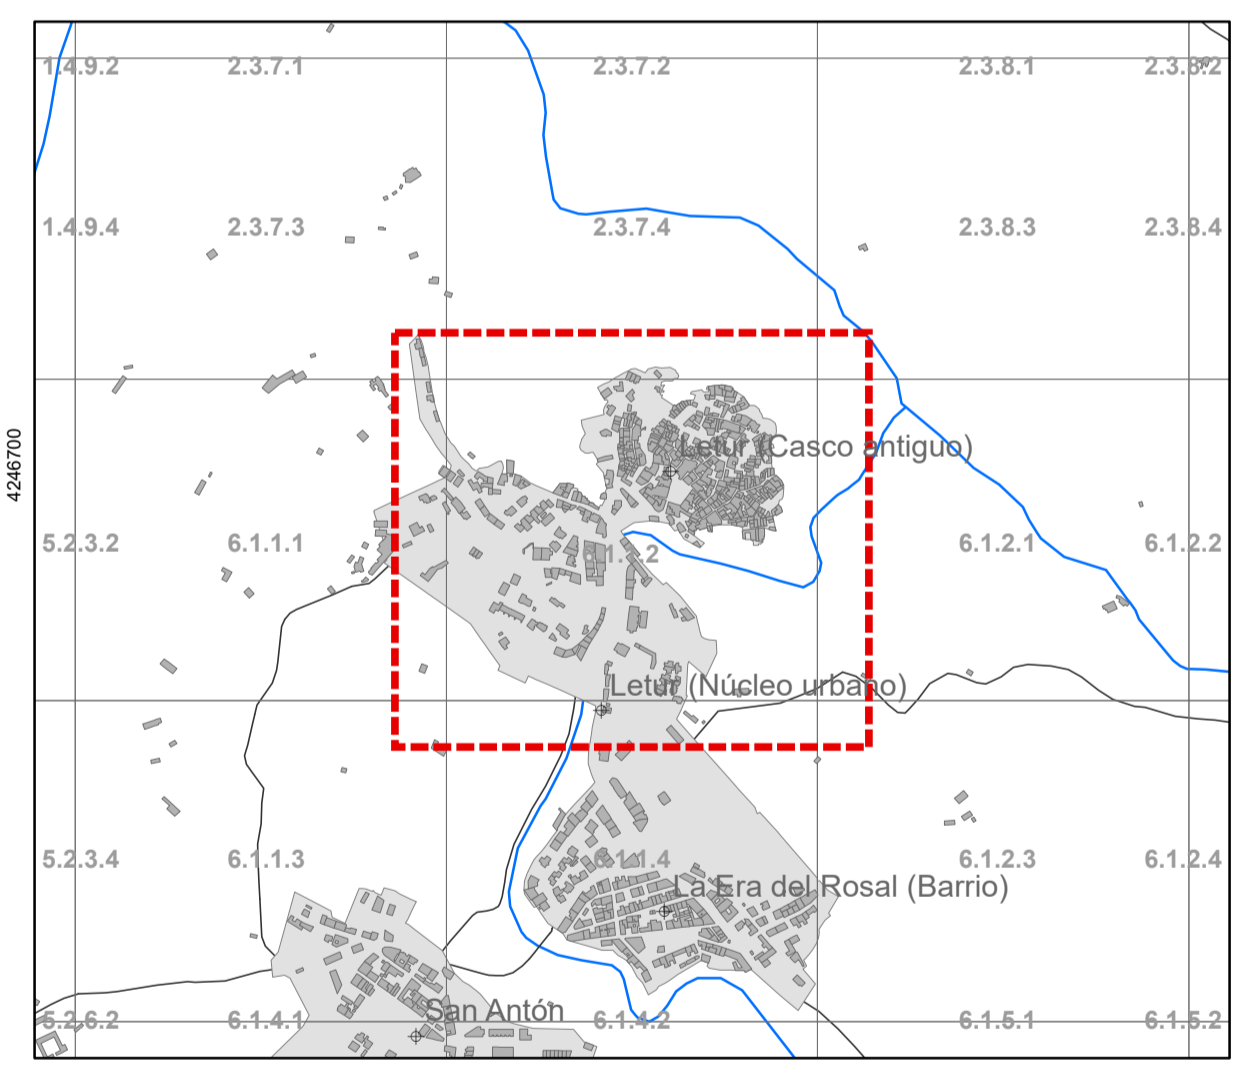 1.4.9.2 2.3.7.1 2.3.7.2 2.3.8.1 2.3.8.2
1.4.9.4 2.3.7.3 2.3.7.4 2.3.8.3 2.3.8.4
Letur (Casco antiguo)
4246700
5.2.3.2 6.1.1.1 6.1.1.2 6.1.2.1 6.1.2.2
Letur (Núcleo urbano)
5.2.3.4 6.1.1.3 6.1.1.4 6.1.2.3 6.1.2.4
La Era del Rosal (Barrio)
San Antón
5.2.6.2 6.1.4.1 6.1.4.2 6.1.5.1 6.1.5.2